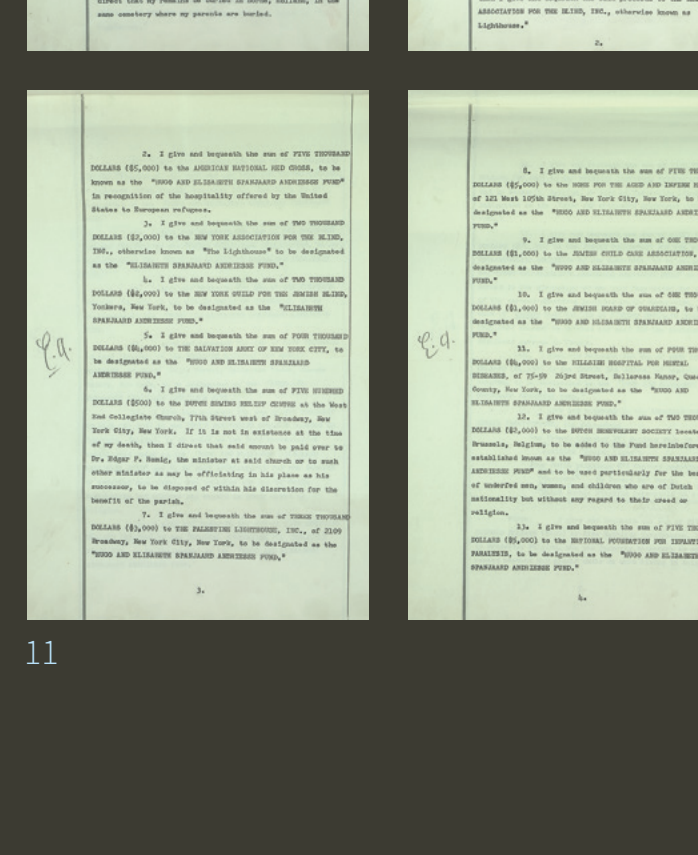 direct that my remains be buried in
same cemetery where my parents are buried.
ASSOCIATION FOR THE BLIND, INC., otherwise known as
Lighthouse."
2.
2. I give and bequeath the sum of FIVE THOUSAND
DOLLARS ($5,000) to the AMERICAN NATIONAL RED CROSS, to be
known as the "HUGO AND ELISABETH SPANJAARD ANDRIESSE FUND"
in recognition of the hospitality offered by the United
States to European refugees.
3. I give and bequeath the sum of TWO THOUSAND
DOLLARS ($2,000) to the NEW YORK ASSOCIATION FOR THE BLIND,
INC., otherwise known as "The Lighthouse" to be designated
as the "ELISABETH SPANJAARD ANDRIESSE FUND."
4. I give and bequeath the sum of TWO THOUSAND
DOLLARS ($2,000) to the NEW YORK GUILD FOR THE JEWISH BLIND,
Yonkers, New York, to be designated as the "ELISABETH
SPANJAARD ANDRIESSE FUND."
5. I give and bequeath the sum of FOUR THOUSAND
DOLLARS ($4,000) to THE SALVATION ARMY OF NEW YORK CITY, to
be designated as the "HUGO AND ELISABETH SPANJAARD
ANDRIESSE FUND."
6. I give and bequeath the sum of FIVE HUNDRED
DOLLARS ($500) to the DUTCH SEWING RELIEF CENTRE at the West
End Collegiate Church, 77th Street west of Broadway, New
York City, New York. If it is not in existence at the time
of my death, then I direct that said amount be paid over to
Dr. Edgar F. Romig, the minister at said church or to such
other minister as may be officiating in his place as his
successor, to be disposed of within his discretion for the
benefit of the parish.
7. I give and bequeath the sum of THREE THOUSAND
DOLLARS ($3,000) to THE PALESTINE LIGHTHOUSE, INC., of 2109
Broadway, New York City, New York, to be designated as the
"HUGO AND ELISABETH SPANJAARD ANDRIESSE FUND."
3.
E.A.
8. I give and bequeath the sum of FIVE
DOLLARS ($5,000) to the HOME FOR THE AGED AND INFIRM
of 121 West 105th Street, New York City, New York, to
designated as the "HUGO AND ELISABETH SPANJAARD
FUND."
9. I give and bequeath the sum of ONE
DOLLARS ($1,000) to the JEWISH CHILD CARE ASSOCIATION,
designated as the "HUGO AND ELISABETH SPANJAARD
FUND."
10. I give and bequeath the sum of ONE
DOLLARS ($1,000) to the JEWISH BOARD OF GUARDIANS, to
designated as the "HUGO AND ELISABETH SPANJAARD
FUND."
11. I give and bequeath the sum of FOUR
DOLLARS ($4,000) to the HILLSIDE HOSPITAL FOR MENTAL
DISEASES, of 75-59 263rd Street, Bellerose Manor,
County, New York, to be designated as the "HUGO AND
ELISABETH SPANJAARD ANDRIESSE FUND."
12. I give and bequeath the sum of TWO
DOLLARS ($2,000) to the DUTCH BENEVOLENT SOCIETY
Brussels, Belgium, to be added to the Fund hereinbefore
established known as the "HUGO AND ELISABETH SPANJAARD
ANDRIESSE FUND" and to be used particularly for the
of underfed men, women, and children who are of Dutch
nationality but without any regard to their creed or
religion.
13. I give and bequeath the sum of FIVE
DOLLARS ($5,000) to the NATIONAL FOUNDATION FOR
PARALYSIS, to be designated as the "HUGO AND ELISABETH
SPANJAARD ANDRIESSE FUND."
4.
E.A.
11